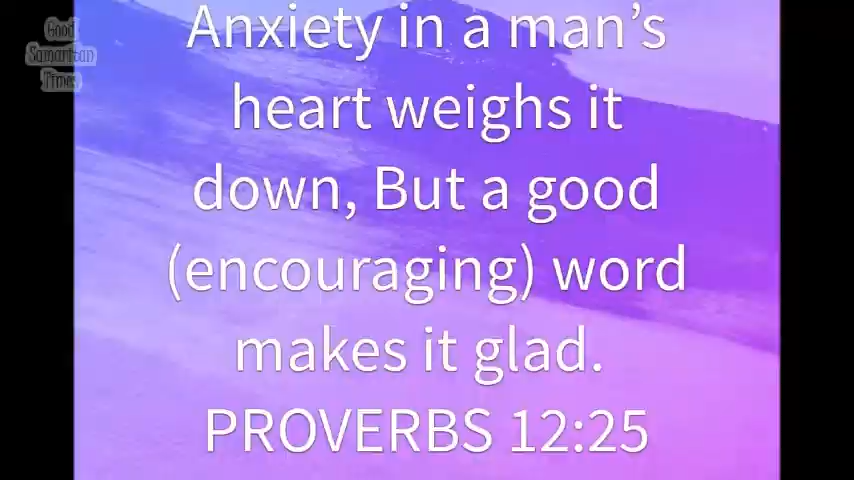 Good
Samaritan
Times
Anxiety in a man’s
heart weighs it
down, But a good
(encouraging) word
makes it glad.
PROVERBS 12:25